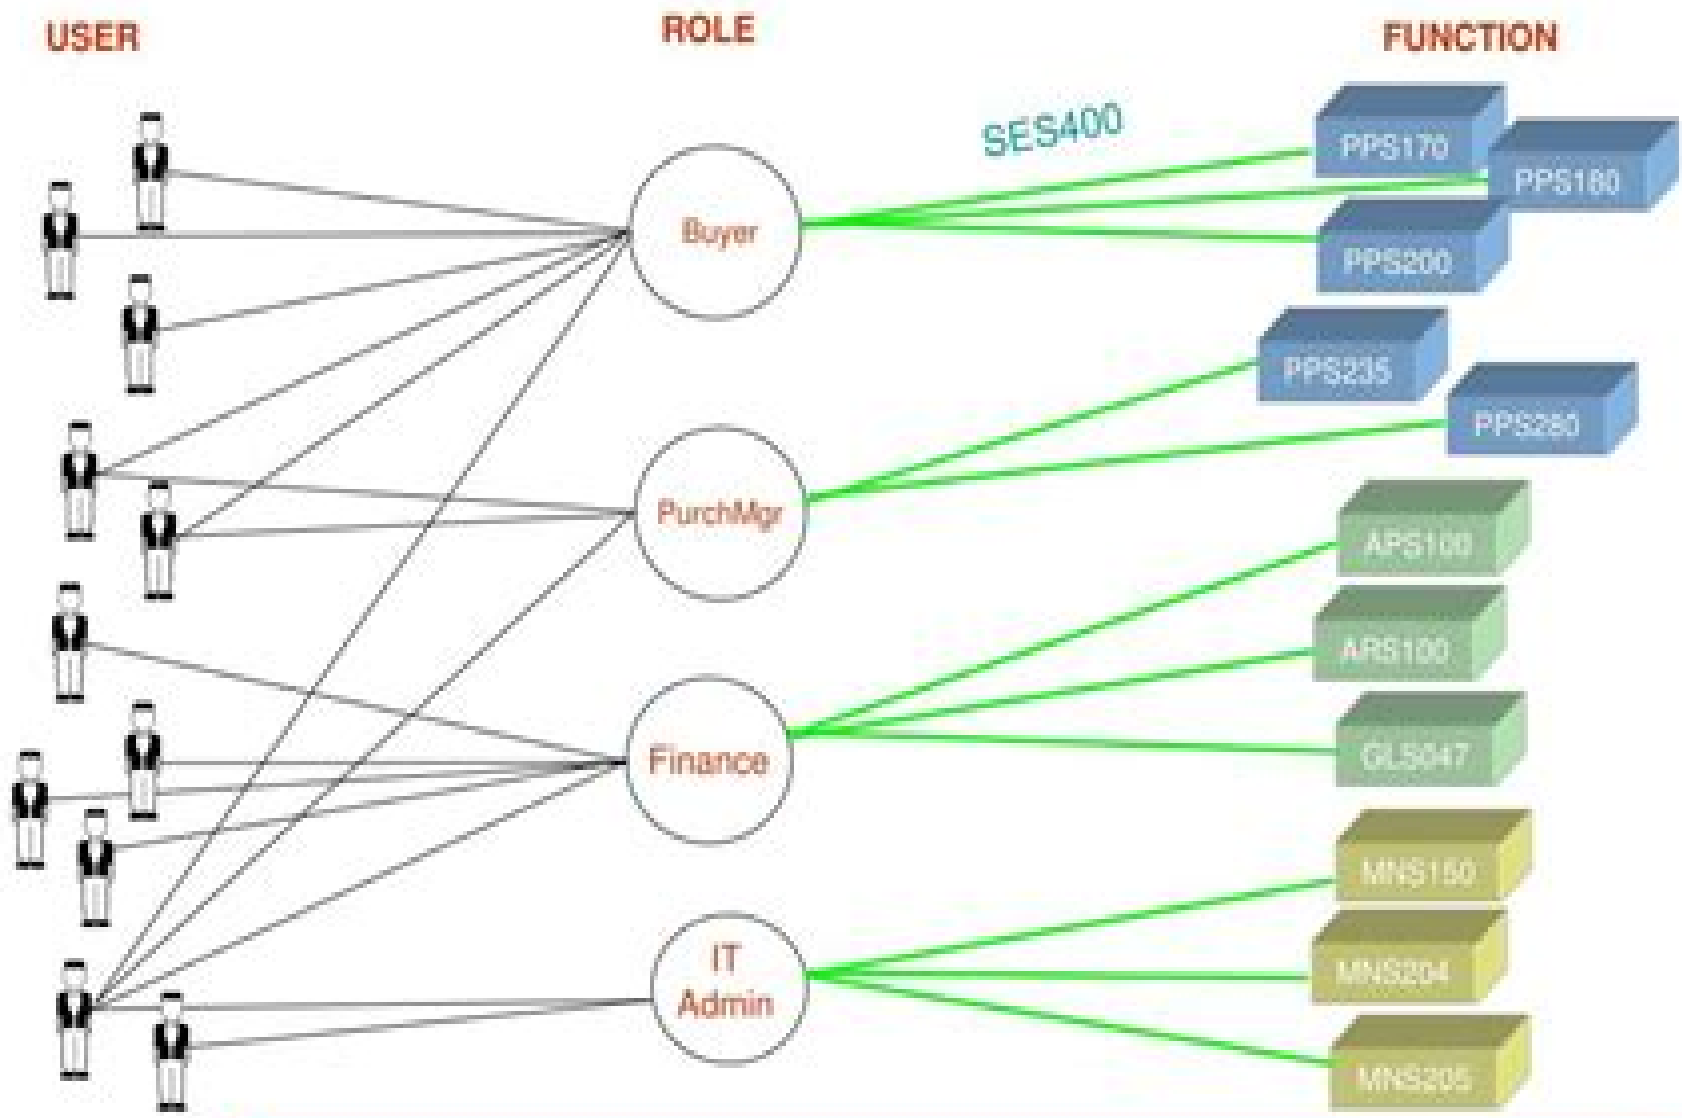 USER
ROLE
FUNCTION
SES400
PPS170
PPS180
Buyer
PPS200
PPS235
PPS280
PurchMgr
APS100
ARS100
GLS047
Finance
MNS150
IT
Admin
MNS204
MNS205